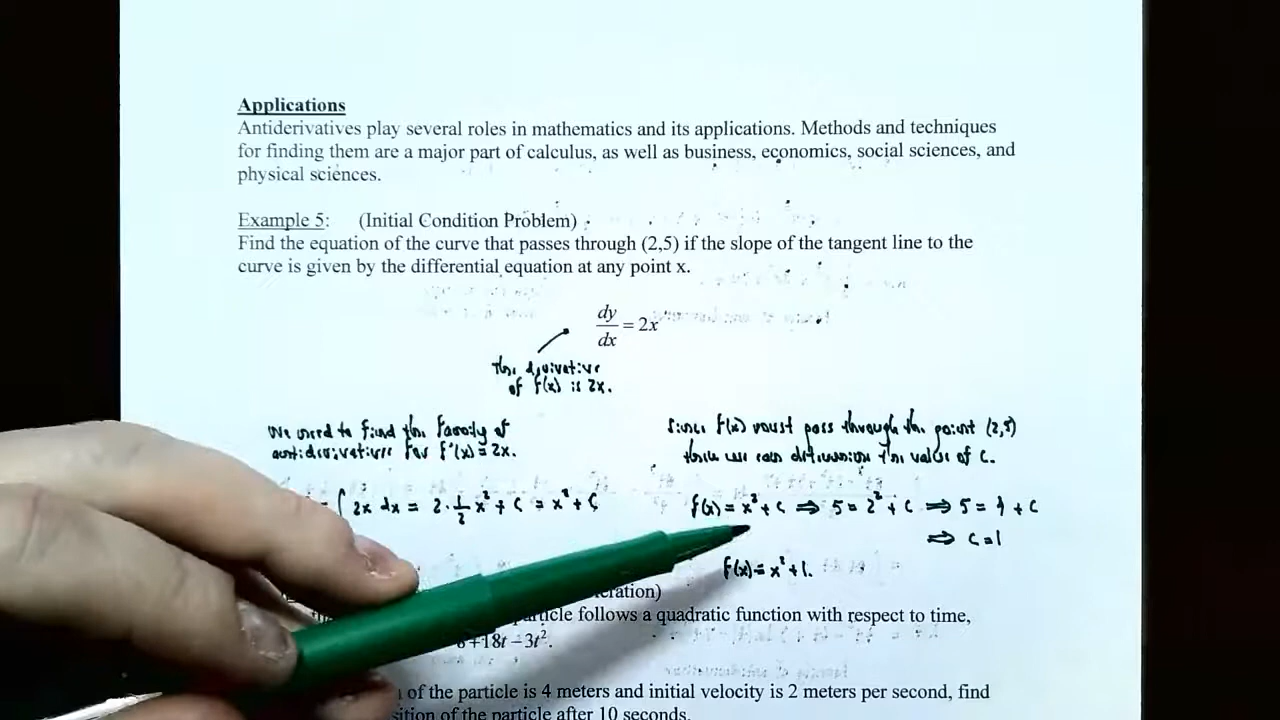 Applications
Antiderivatives play several roles in mathematics and its applications. Methods and techniques
for finding them are a major part of calculus, as well as business, economics, social sciences, and
physical sciences.
Example 5: (Initial Condition Problem)
Find the equation of the curve that passes through (2,5) if the slope of the tangent line to the
curve is given by the differential equation at any point x.
dy/dx = 2x
The derivative
of f(x) is 2x.
We need to find the family of
antiderivatives for f'(x) = 2x.
= ∫ 2x dx = 2·1/2 x² + C = x² + C
Since f(x) must pass through the point (2,5)
then we can determine the value of C.
f(x) = x² + C ⇒ 5 = 2² + C ⇒ 5 = 4 + C
⇒ C = 1
f(x) = x² + 1.
follows a quadratic function with respect to time,
+18t − 3t².
of the particle is 4 meters and initial velocity is 2 meters per second, find
of the particle after 10 seconds.